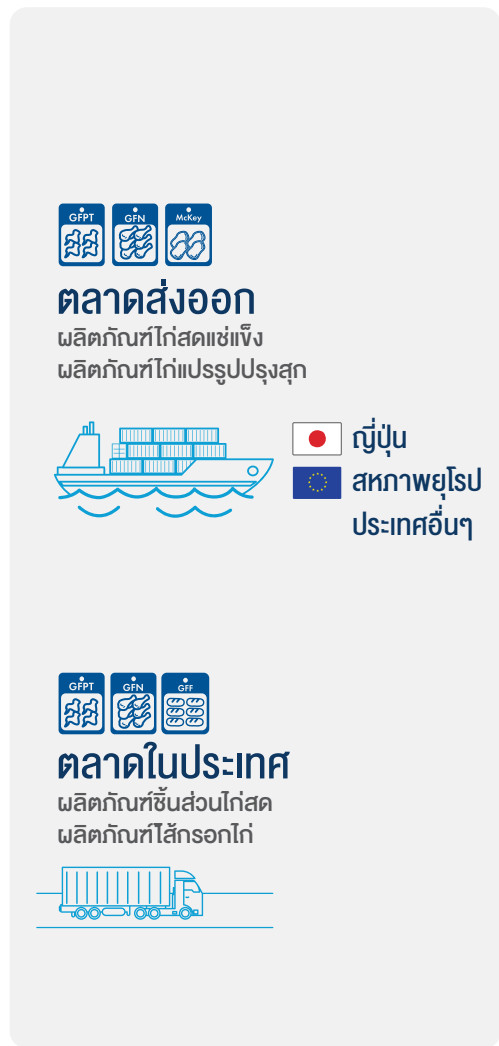 GFPT GFN McKey
ตลาดส่งออก
ผลิตภัณฑ์ไก่สดแช่แข็ง
ผลิตภัณฑ์ไก่แปรรูปปรุงสุก
ญี่ปุ่น
สหภาพยุโรป
ประเทศอื่นๆ
GFPT GFN GFF
ตลาดในประเทศ
ผลิตภัณฑ์ชิ้นส่วนไก่สด
ผลิตภัณฑ์ไส้กรอกไก่